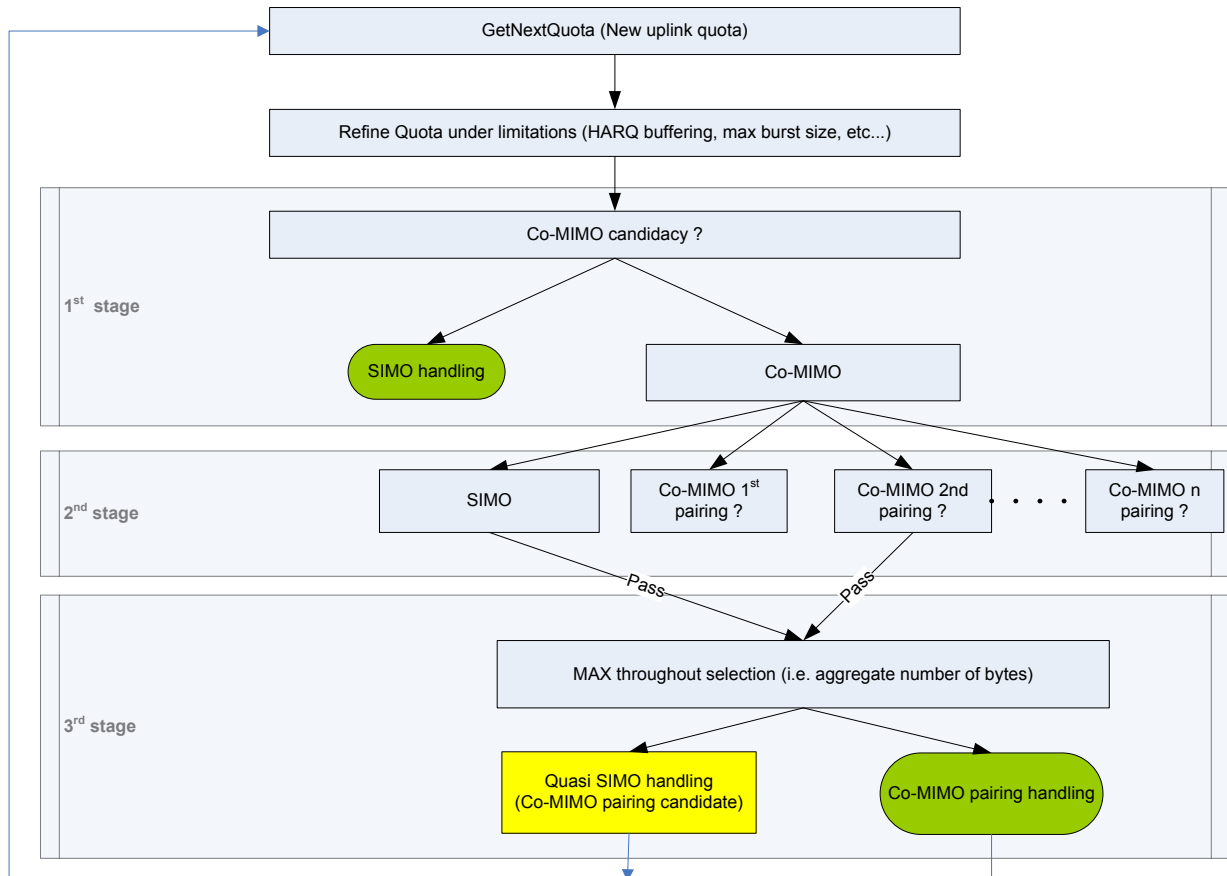 GetNextQuota (New uplink quota)
Refine Quota under limitations (HARQ buffering, max burst size, etc...)
Co-MIMO candidacy ?
1st stage
SIMO handling
Co-MIMO
2nd stage
SIMO
Co-MIMO 1st
pairing ?
Co-MIMO 2nd
pairing ?
. . . .
Co-MIMO n
pairing ?
Pass
Pass
MAX throughout selection (i.e. aggregate number of bytes)
3rd stage
Quasi SIMO handling
(Co-MIMO pairing candidate)
Co-MIMO pairing handling